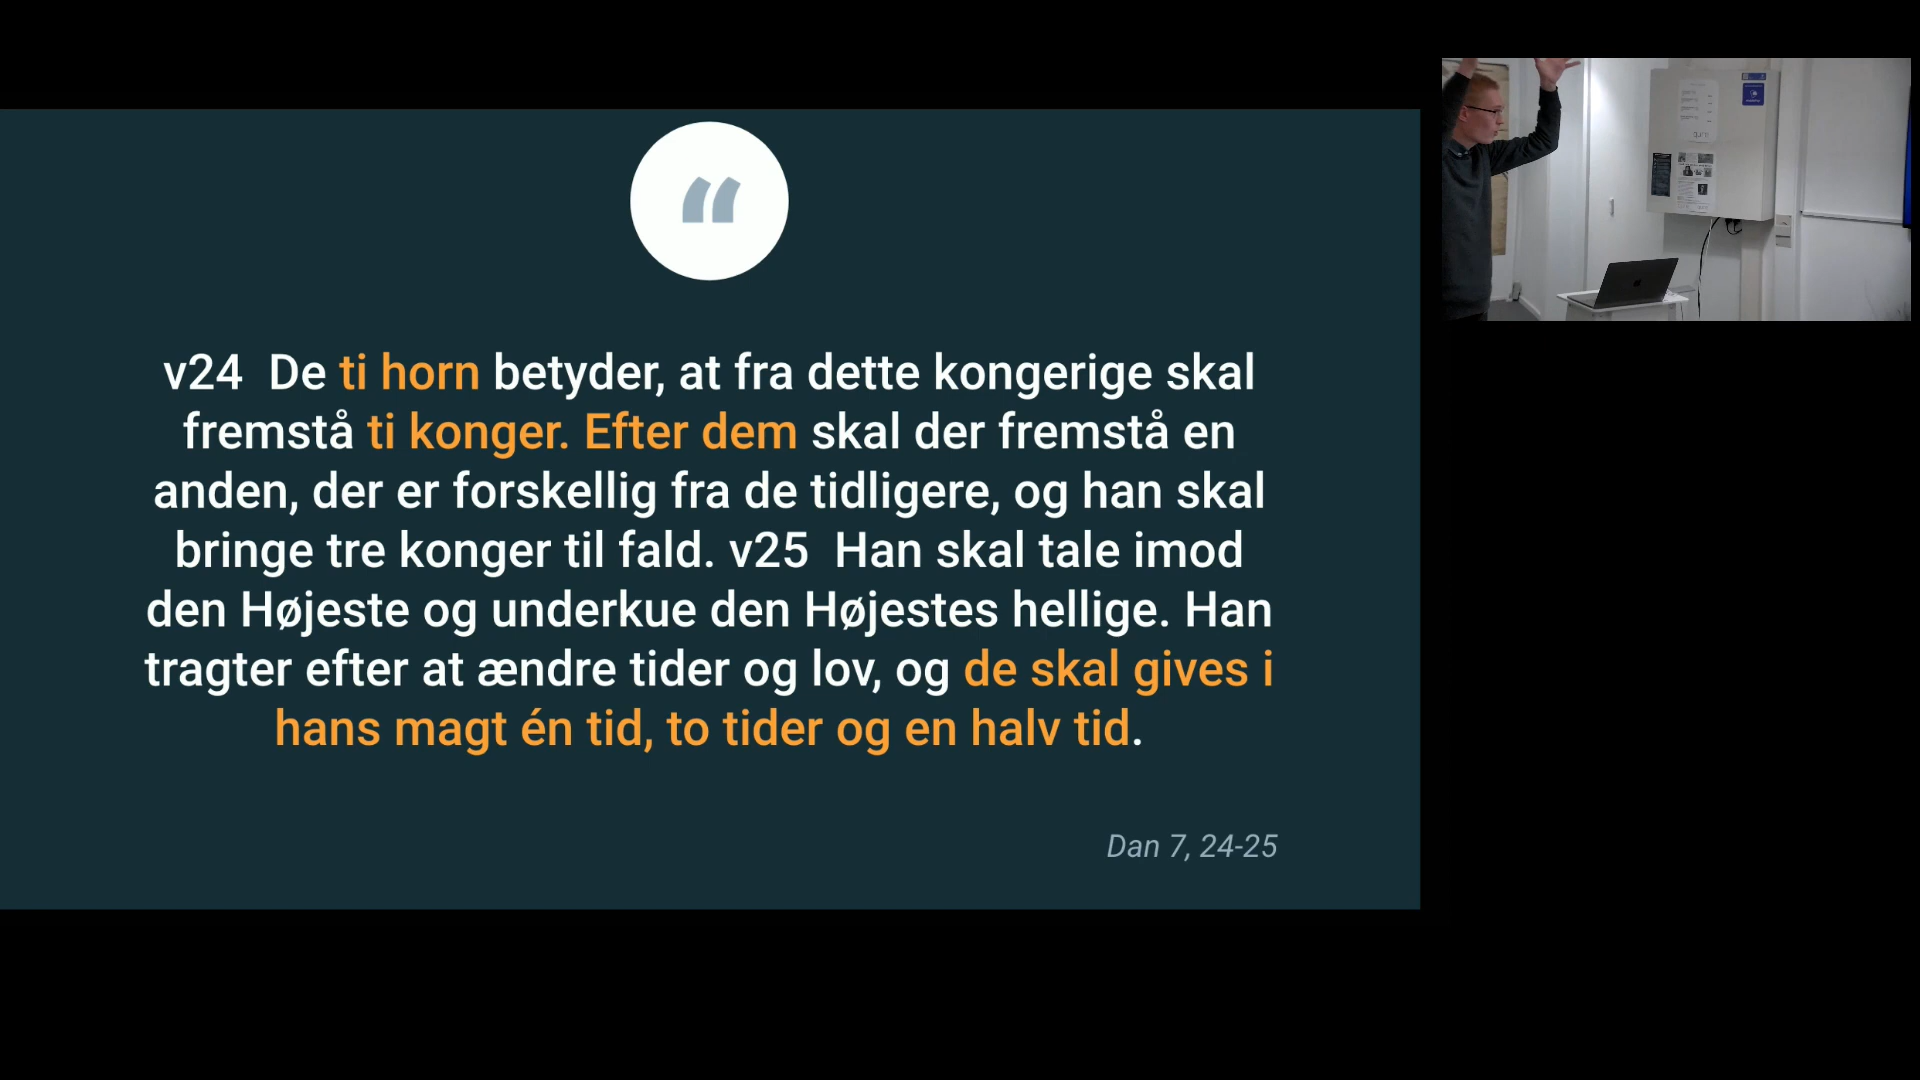 “
v24  De ti horn betyder, at fra dette kongerige skal
fremstå ti konger. Efter dem skal der fremstå en
anden, der er forskellig fra de tidligere, og han skal
bringe tre konger til fald. v25  Han skal tale imod
den Højeste og underkue den Højestes hellige. Han
tragter efter at ændre tider og lov, og de skal gives i
hans magt én tid, to tider og en halv tid.
Dan 7, 24-25